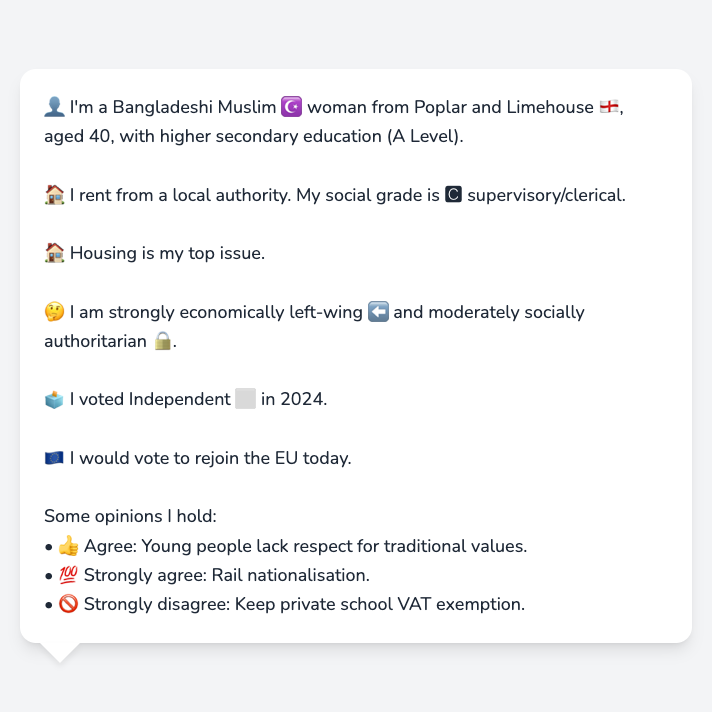 👤 I'm a Bangladeshi Muslim ☪️ woman from Poplar and Limehouse 🏴󠁧󠁢󠁥󠁮󠁧󠁿,
aged 40, with higher secondary education (A Level).
🏠 I rent from a local authority. My social grade is 🅲 supervisory/clerical.
🏠 Housing is my top issue.
🤔 I am strongly economically left-wing ⬅️ and moderately socially
authoritarian 🔒.
🗳️ I voted Independent ⬜ in 2024.
🇪🇺 I would vote to rejoin the EU today.
Some opinions I hold:
• 👍 Agree: Young people lack respect for traditional values.
• 💯 Strongly agree: Rail nationalisation.
• 🚫 Strongly disagree: Keep private school VAT exemption.